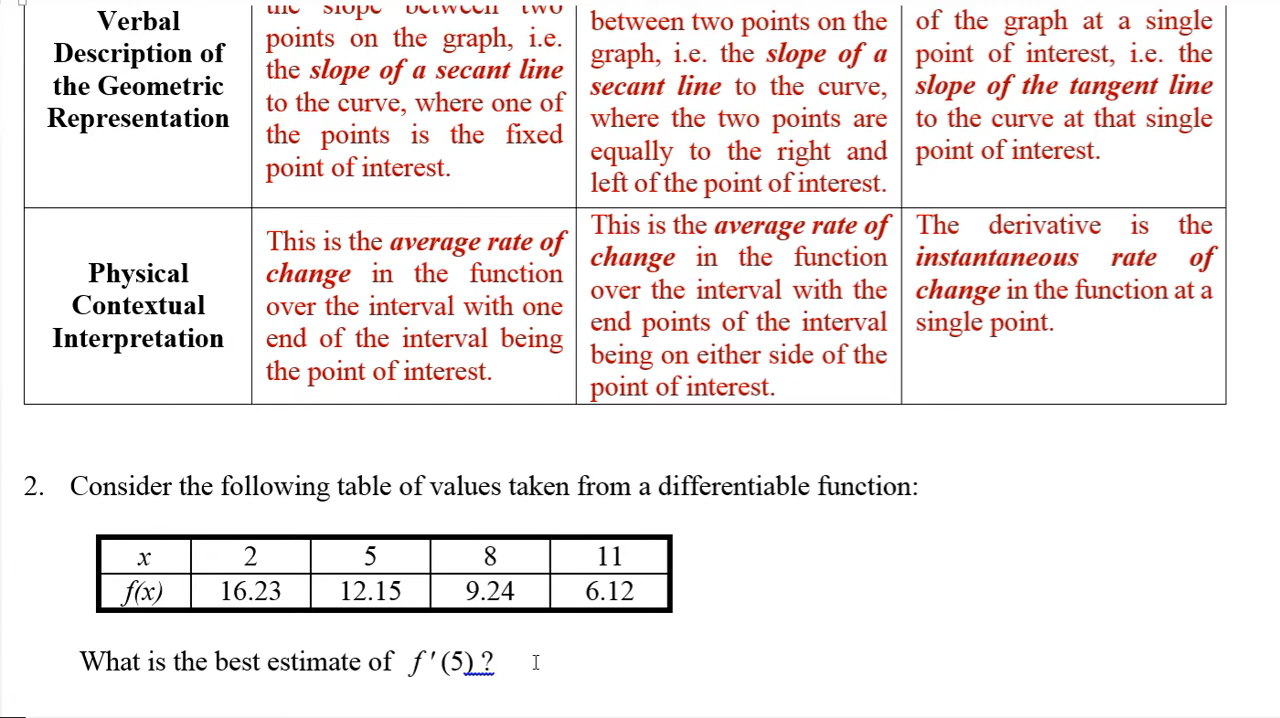 Verbal
Description of
the Geometric
Representation
the slope between two
points on the graph, i.e.
the slope of a secant line
to the curve, where one of
the points is the fixed
point of interest.
between two points on the
graph, i.e. the slope of a
secant line to the curve,
where the two points are
equally to the right and
left of the point of interest.
of the graph at a single
point of interest, i.e. the
slope of the tangent line
to the curve at that single
point of interest.
Physical
Contextual
Interpretation
This is the average rate of
change in the function
over the interval with one
end of the interval being
the point of interest.
This is the average rate of
change in the function
over the interval with the
end points of the interval
being on either side of the
point of interest.
The derivative is the
instantaneous rate of
change in the function at a
single point.
2. Consider the following table of values taken from a differentiable function:
x 2 5 8 11
f(x) 16.23 12.15 9.24 6.12
What is the best estimate of f'(5)?